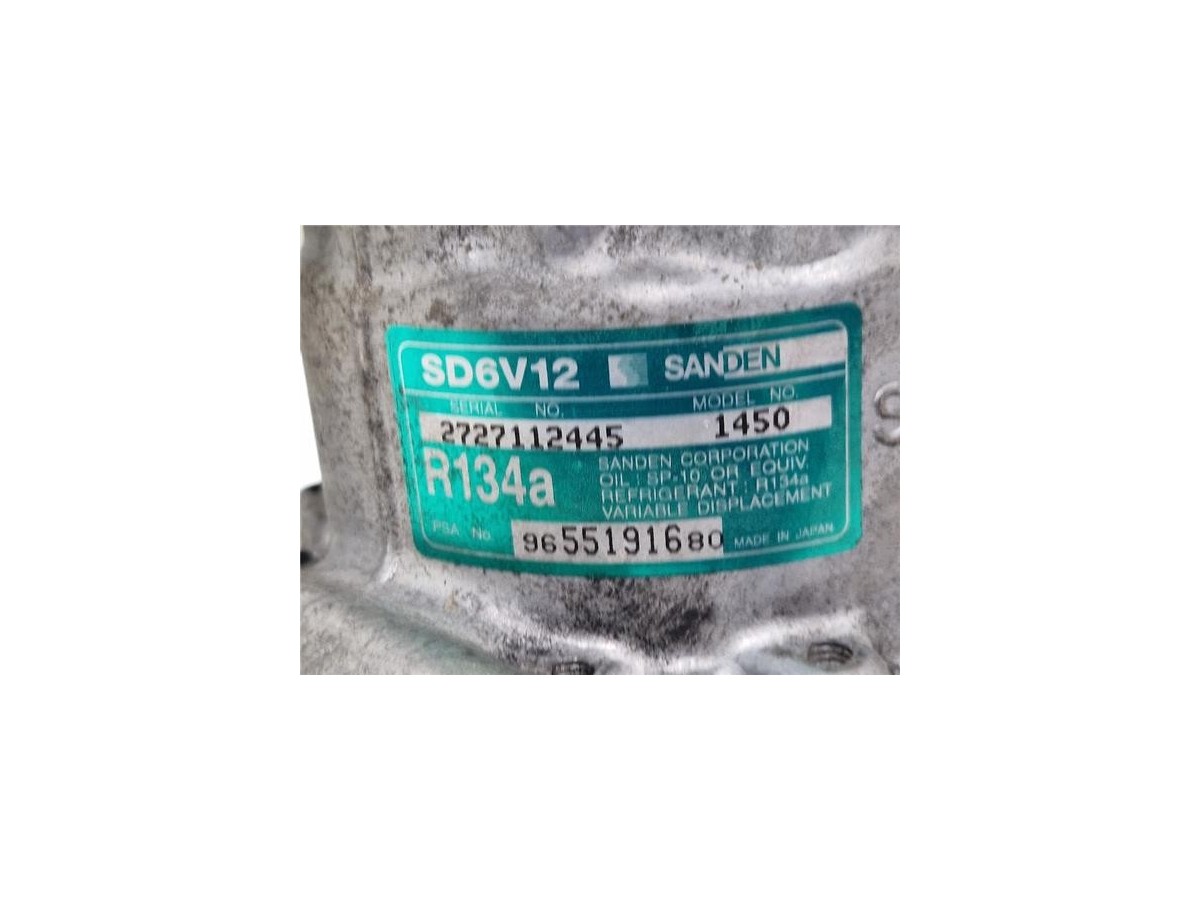 SD6V12 SANDEN
SERIAL NO. MODEL NO.
2727112445 1450
R134a
SANDEN CORPORATION
OIL : SP-10 OR EQUIV.
REFRIGERANT : R134a
VARIABLE DISPLACEMENT
PSA No 9655191680 MADE IN JAPAN
S